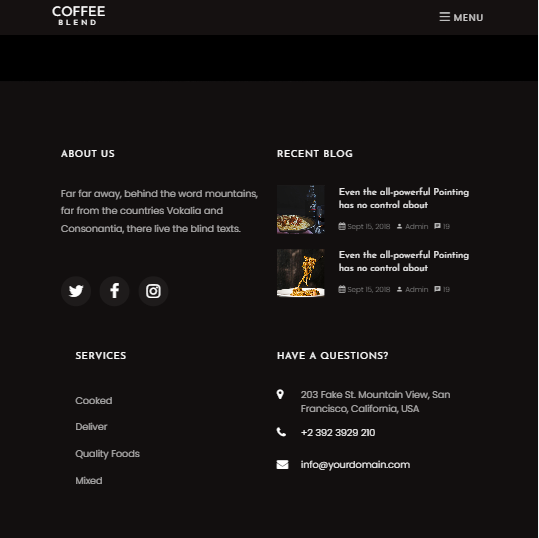 COFFEE
BLEND
MENU
ABOUT US
Far far away, behind the word mountains,
far from the countries Vokalia and
Consonantia, there live the blind texts.
RECENT BLOG
Even the all-powerful Pointing
has no control about
Sept 15, 2018 Admin 19
Even the all-powerful Pointing
has no control about
Sept 15, 2018 Admin 19
SERVICES
Cooked
Deliver
Quality Foods
Mixed
HAVE A QUESTIONS?
203 Fake St. Mountain View, San
Francisco, California, USA
+2 392 3929 210
info@yourdomain.com